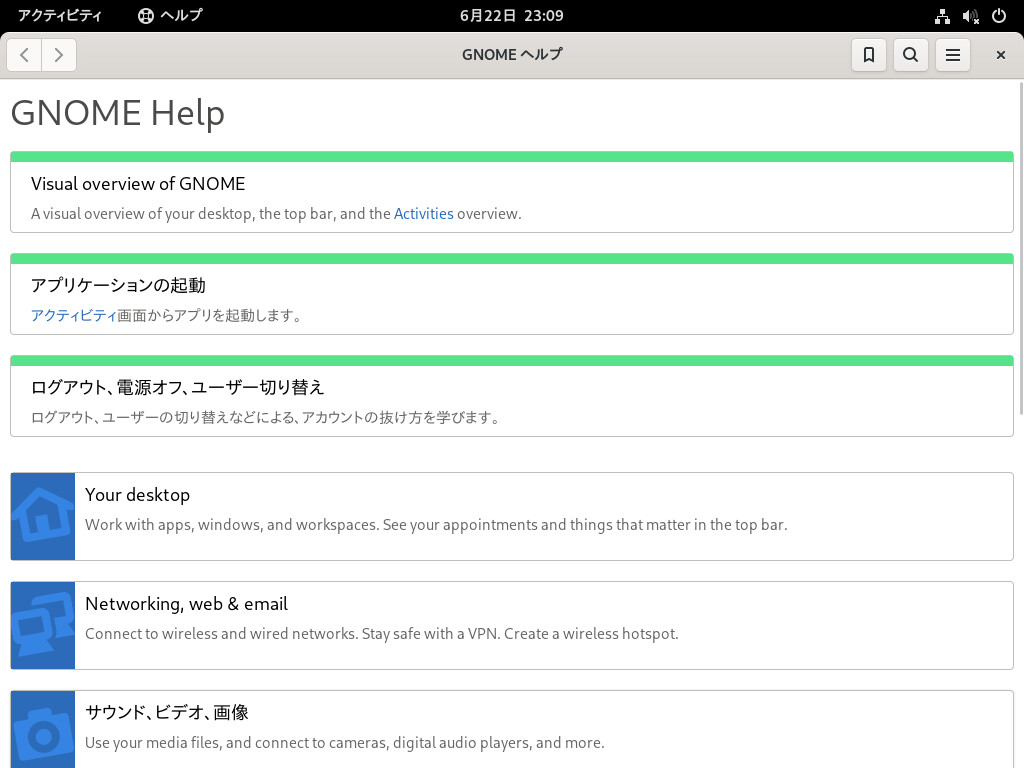 アクティビティ ヘルプ 6月22日 23:09
GNOME ヘルプ
GNOME Help
Visual overview of GNOME
A visual overview of your desktop, the top bar, and the Activities overview.
アプリケーションの起動
アクティビティ画面からアプリを起動します。
ログアウト、電源オフ、ユーザー切り替え
ログアウト、ユーザーの切り替えなどによる、アカウントの抜け方を学びます。
Your desktop
Work with apps, windows, and workspaces. See your appointments and things that matter in the top bar.
Networking, web & email
Connect to wireless and wired networks. Stay safe with a VPN. Create a wireless hotspot.
サウンド、ビデオ、画像
Use your media files, and connect to cameras, digital audio players, and more.